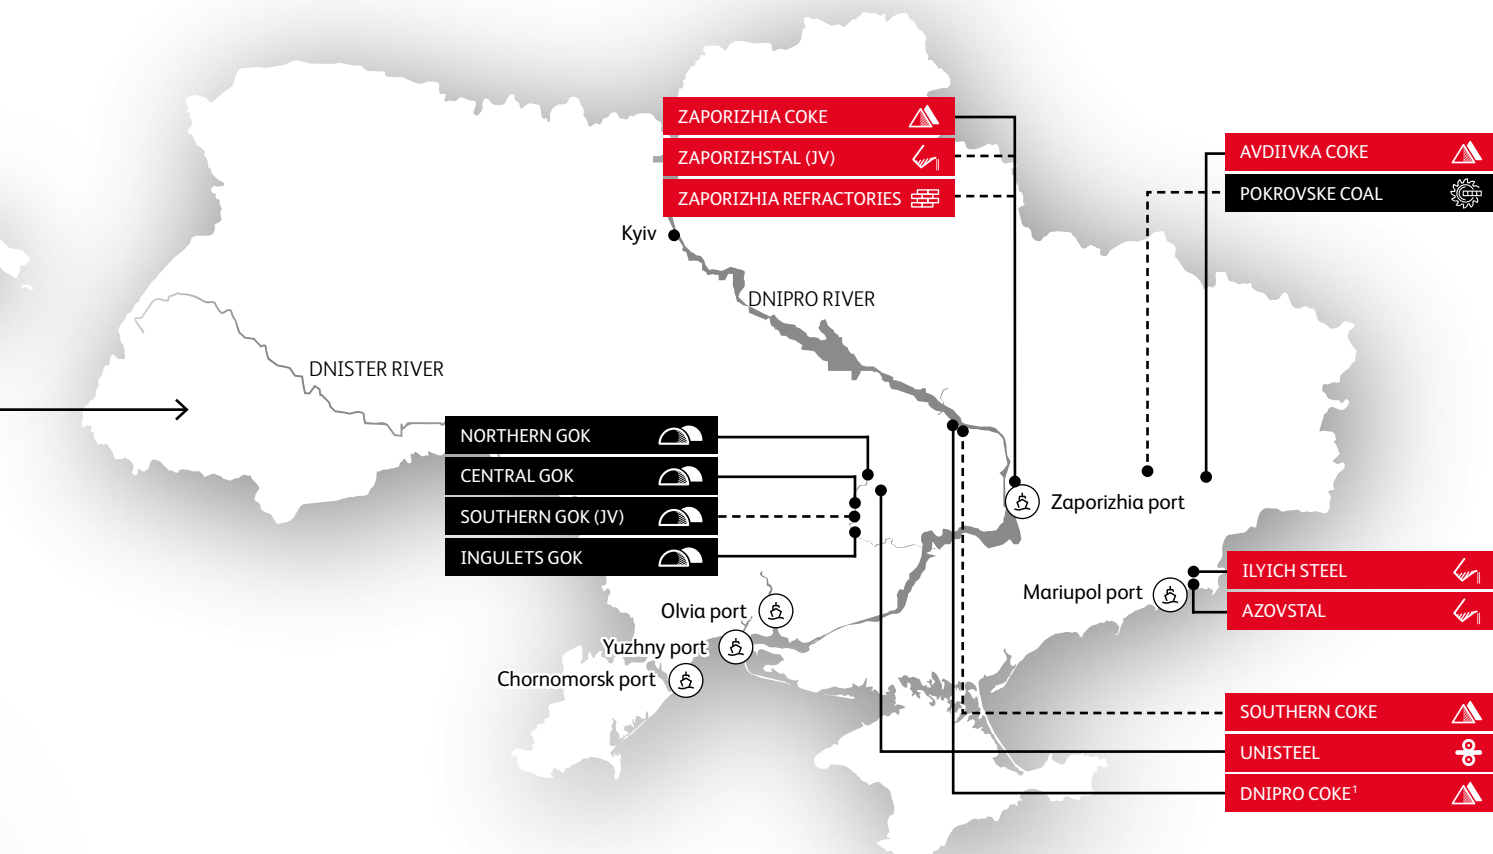 ZAPORIZHIA COKE
ZAPORIZHSTAL (JV)
ZAPORIZHIA REFRACTORIES
AVDIIVKA COKE
POKROVSKE COAL
Kyiv
DNIPRO RIVER
DNISTER RIVER
NORTHERN GOK
CENTRAL GOK
SOUTHERN GOK (JV)
INGULETS GOK
Zaporizhia port
Mariupol port
ILYICH STEEL
AZOVSTAL
Olvia port
Yuzhny port
Chornomorsk port
SOUTHERN COKE
UNISTEEL
DNIPRO COKE¹